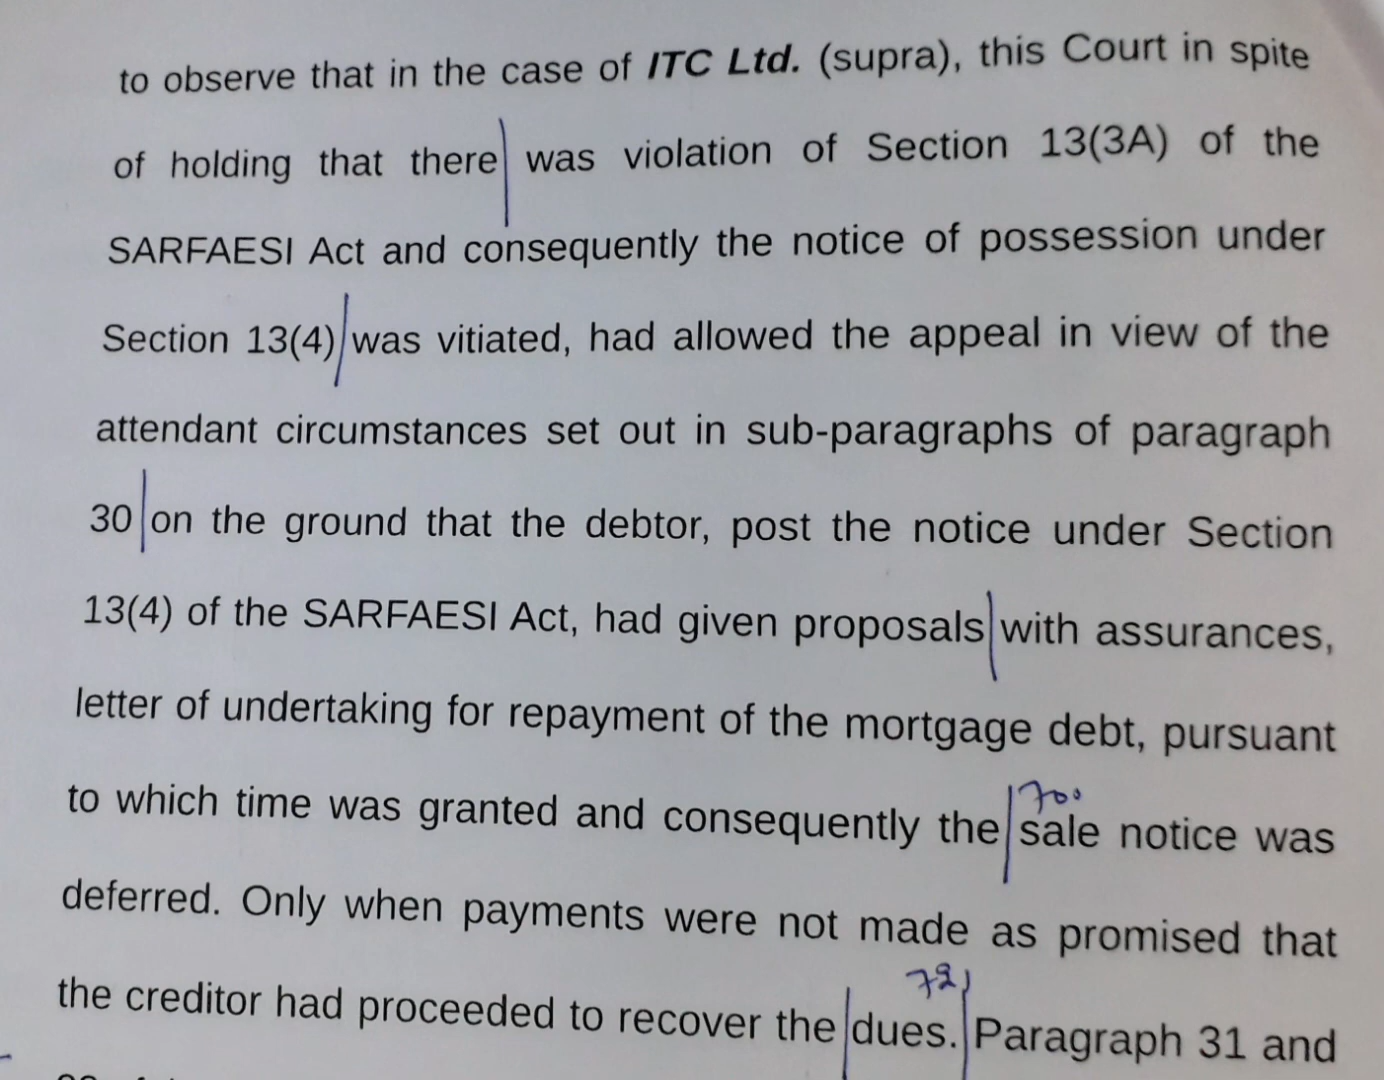 to observe that in the case of ITC Ltd. (supra), this Court in spite
of holding that there was violation of Section 13(3A) of the
SARFAESI Act and consequently the notice of possession under
Section 13(4) was vitiated, had allowed the appeal in view of the
attendant circumstances set out in sub-paragraphs of paragraph
30 on the ground that the debtor, post the notice under Section
13(4) of the SARFAESI Act, had given proposals with assurances,
letter of undertaking for repayment of the mortgage debt, pursuant
700
to which time was granted and consequently the sale notice was
deferred. Only when payments were not made as promised that
the creditor had proceeded to recover the dues. Paragraph 31 and